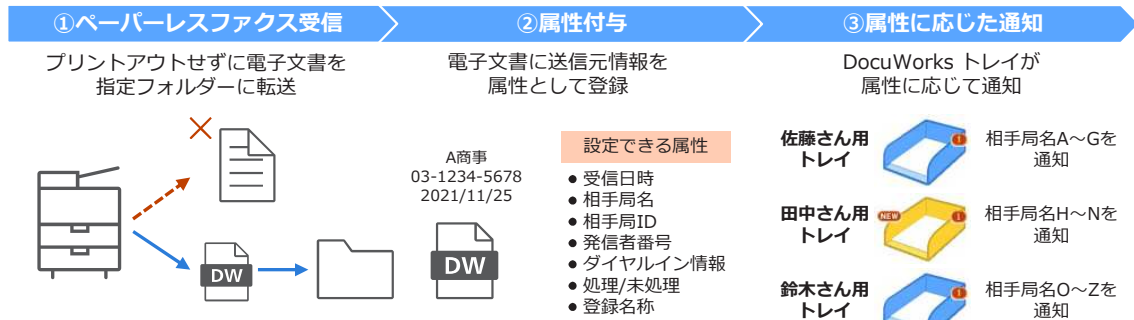 ①ペーパーレスファクス受信
プリントアウトせずに電子文書を
指定フォルダーに転送
DW
②属性付与
電子文書に送信元情報を
属性として登録
A商事
03-1234-5678
2021/11/25
DW
設定できる属性
● 受信日時
● 相手局名
● 相手局ID
● 発信者番号
● ダイヤルイン情報
● 処理/未処理
● 登録名称
③属性に応じた通知
DocuWorks トレイが
属性に応じて通知
佐藤さん用
トレイ
相手局名A～Gを
通知
田中さん用
トレイ
NEW
相手局名H～Nを
通知
鈴木さん用
トレイ
相手局名O～Zを
通知